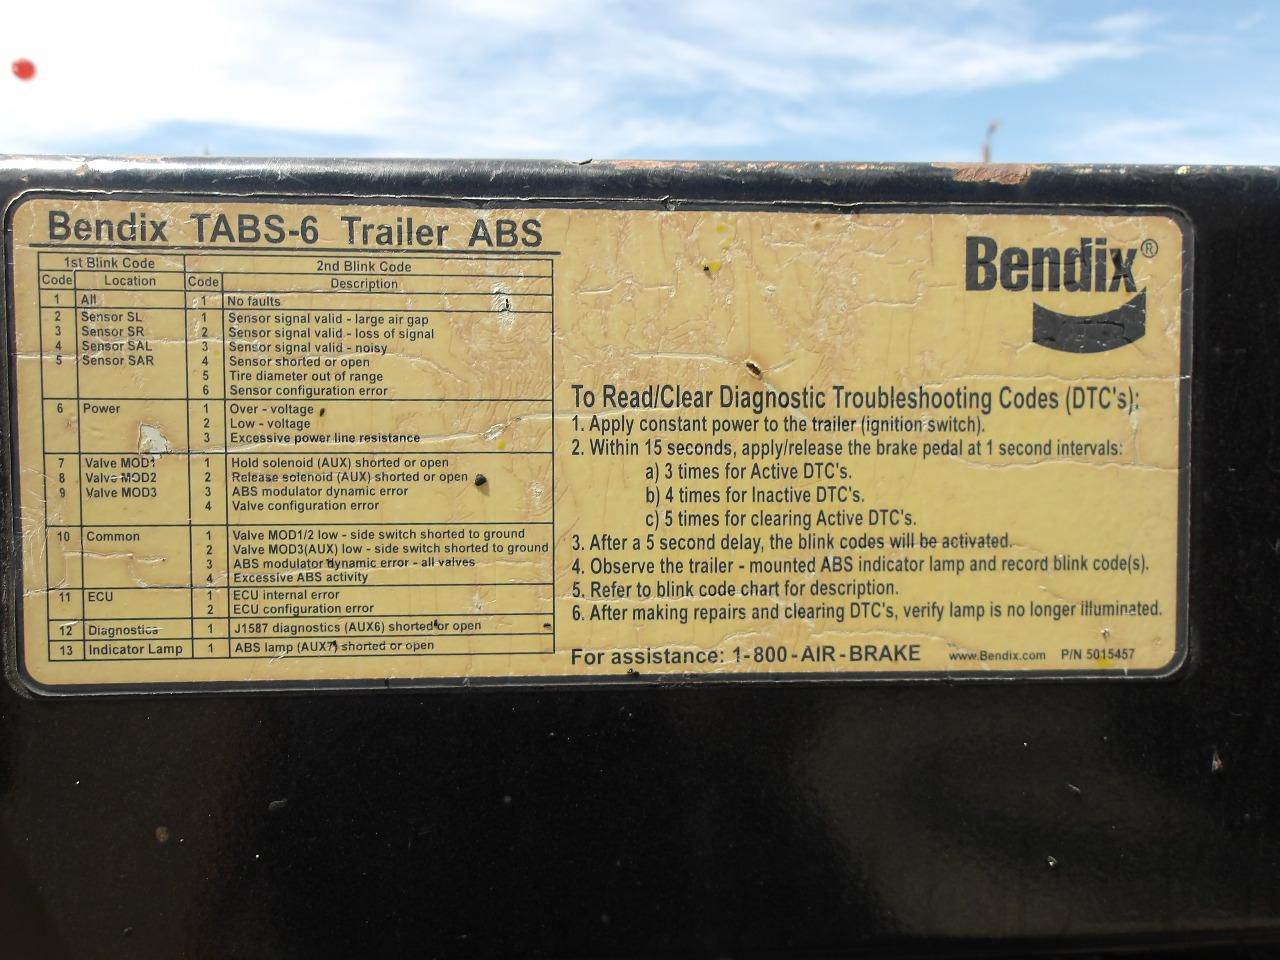 Bendix TABS-6 Trailer ABS
1st Blink Code 2nd Blink Code
Code Location Code Description
1 All 1 No faults
2 Sensor SL 1 Sensor signal valid - large air gap
3 Sensor SR 2 Sensor signal valid - loss of signal
4 Sensor SAL 3 Sensor signal valid - noisy
5 Sensor SAR 4 Sensor shorted or open
5 Tire diameter out of range
6 Sensor configuration error
6 Power 1 Over - voltage
2 Low - voltage
3 Excessive power line resistance
7 Valve MOD1 1 Hold solenoid (AUX) shorted or open
8 Valve MOD2 2 Release solenoid (AUX) shorted or open
9 Valve MOD3 3 ABS modulator dynamic error
4 Valve configuration error
10 Common 1 Valve MOD1/2 low - side switch shorted to ground
2 Valve MOD3(AUX) low - side switch shorted to ground
3 ABS modulator dynamic error - all valves
4 Excessive ABS activity
11 ECU 1 ECU internal error
2 ECU configuration error
12 Diagnostics 1 J1587 diagnostics (AUX6) shorted or open
13 Indicator Lamp 1 ABS lamp (AUX7) shorted or open
Bendix®
To Read/Clear Diagnostic Troubleshooting Codes (DTC's):
1. Apply constant power to the trailer (ignition switch).
2. Within 15 seconds, apply/release the brake pedal at 1 second intervals:
a) 3 times for Active DTC's.
b) 4 times for Inactive DTC's.
c) 5 times for clearing Active DTC's.
3. After a 5 second delay, the blink codes will be activated.
4. Observe the trailer - mounted ABS indicator lamp and record blink code(s).
5. Refer to blink code chart for description.
6. After making repairs and clearing DTC's, verify lamp is no longer illuminated.
For assistance: 1-800-AIR-BRAKE www.Bendix.com P/N 5015457